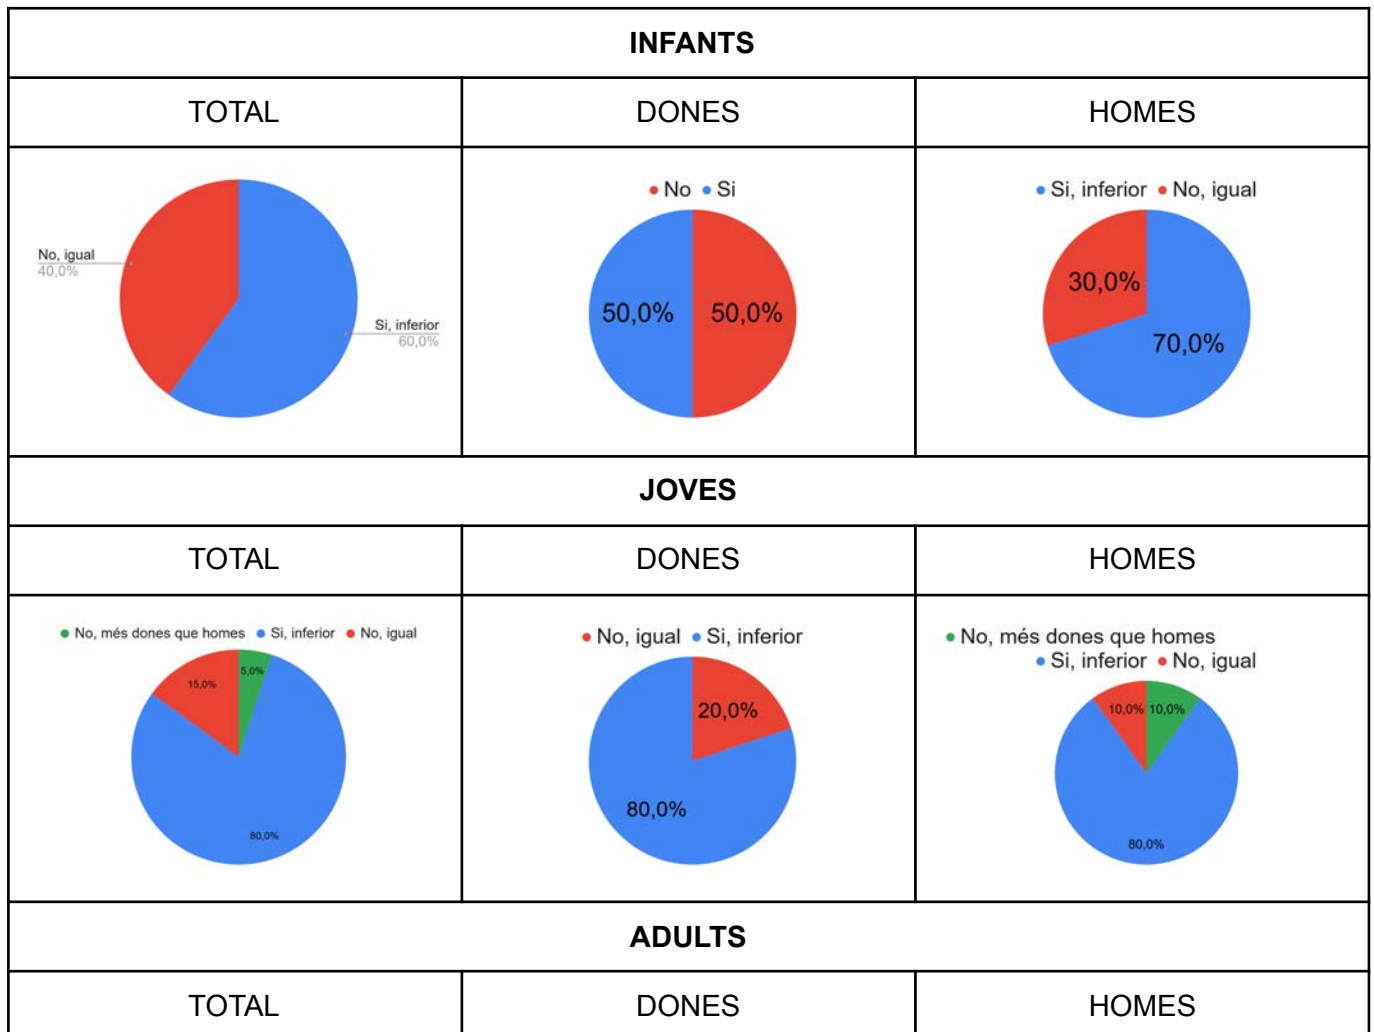 INFANTS
TOTAL
DONES
HOMES
No, igual
40,0%
Si, inferior
60,0%
No Si
50,0% 50,0%
Si, inferior No, igual
30,0%
70,0%
JOVES
TOTAL
DONES
HOMES
No, més dones que homes Si, inferior No, igual
5,0%
15,0%
80,0%
No, igual Si, inferior
20,0%
80,0%
No, més dones que homes
Si, inferior No, igual
10,0% 10,0%
80,0%
ADULTS
TOTAL
DONES
HOMES